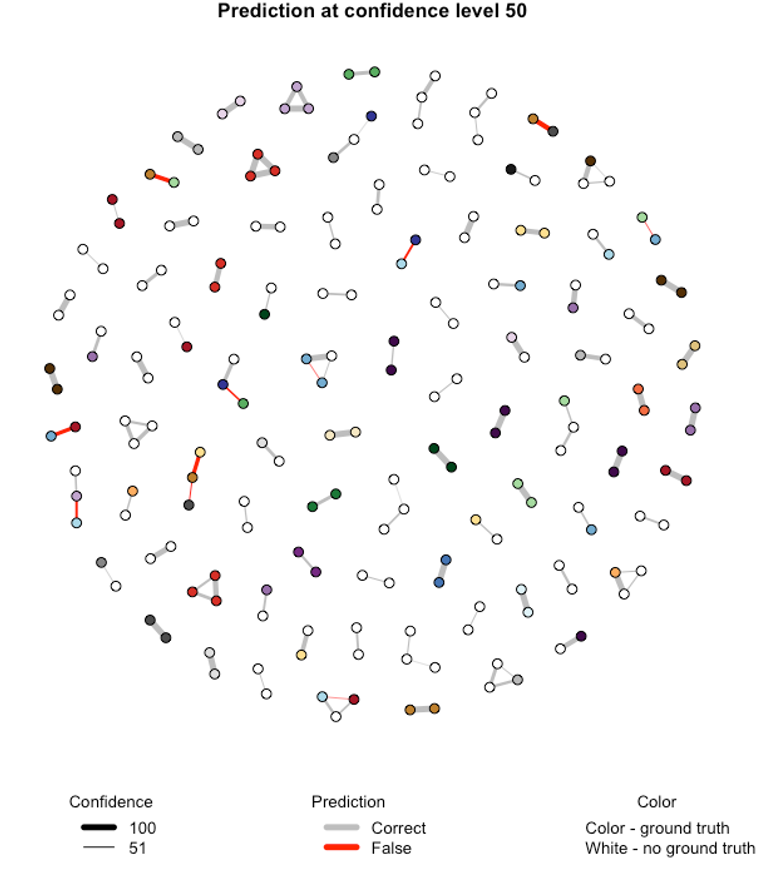 Prediction at confidence level 50
Confidence
100
51
Prediction
Correct
False
Color
Color - ground truth
White - no ground truth